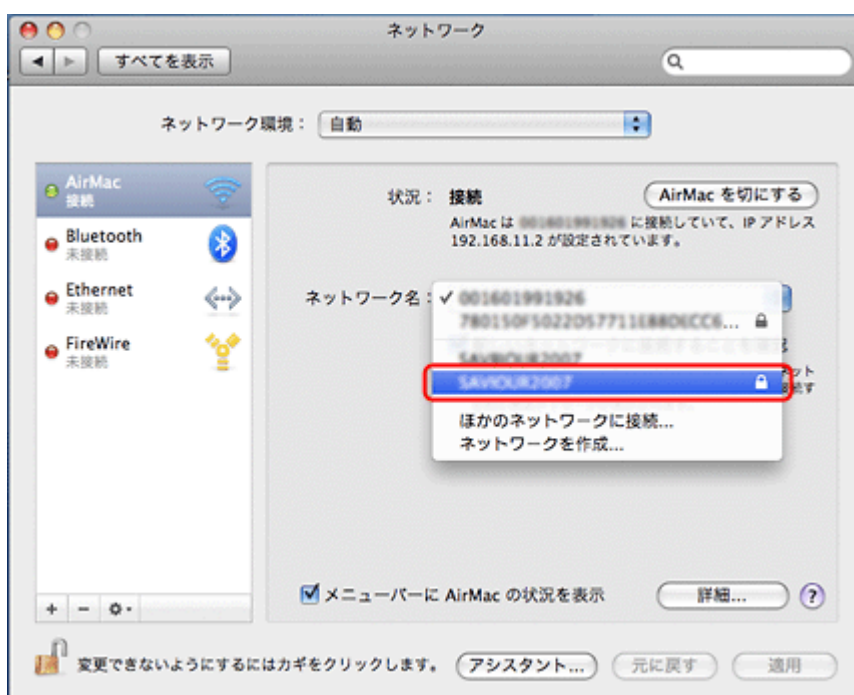 ネットワーク
すべてを表示
ネットワーク環境： 自動
AirMac
接続
Bluetooth
未接続
Ethernet
未接続
FireWire
未接続
状況： 接続
AirMac を切にする
AirMac は に接続していて、IP アドレス
192.168.11.2 が設定されています。
ネットワーク名：
ほかのネットワークに接続...
ネットワークを作成...
メニューバーに AirMac の状況を表示
詳細...
?
変更できないようにするにはカギをクリックします。
アシスタント...
元に戻す
適用